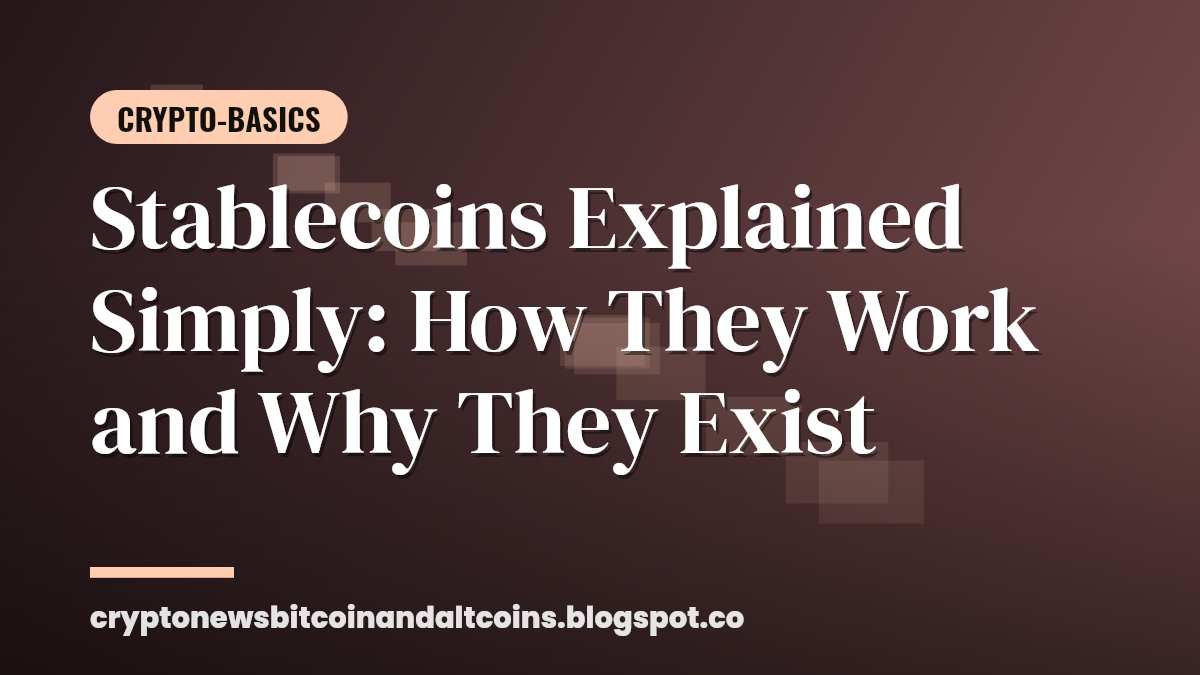 CRYPTO-BASICS
Stablecoins Explained
Simply: How They Work
and Why They Exist
cryptonewsbitcoinandaltcoins.blogspot.co